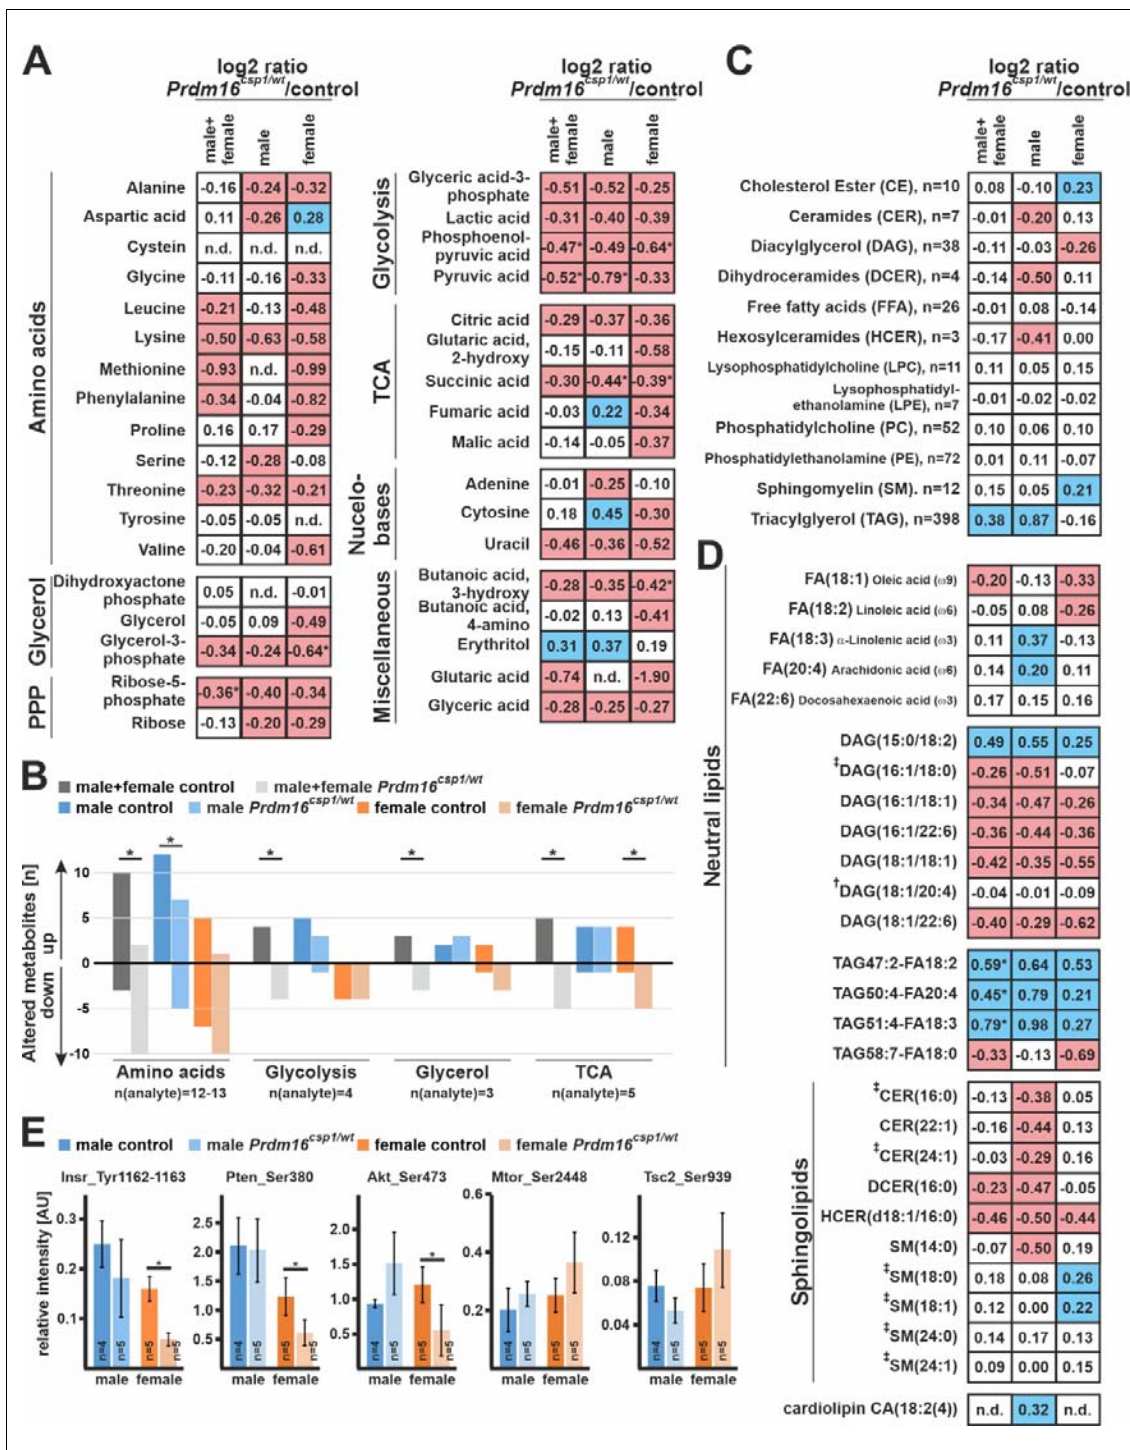 A
log2 ratio
Prdm16csp1/wt/control
male+
female
male
female
Amino acids
Alanine -0.16 -0.24 -0.32
Aspartic acid 0.11 -0.26 0.28
Cystein n.d. n.d. n.d.
Glycine -0.11 -0.16 -0.33
Leucine -0.21 -0.13 -0.48
Lysine -0.50 -0.63 -0.58
Methionine -0.93 n.d. -0.99
Phenylalanine -0.34 -0.04 -0.82
Proline 0.16 0.17 -0.29
Serine -0.12 -0.28 -0.08
Threonine -0.23 -0.32 -0.21
Tyrosine -0.05 -0.05 n.d.
Valine -0.20 -0.04 -0.61
Glycerol
Dihydroxyactone
phosphate 0.05 n.d. -0.01
Glycerol -0.05 0.09 -0.49
Glycerol-3-
phosphate -0.34 -0.24 -0.64*
PPP
Ribose-5-
phosphate -0.36* -0.40 -0.34
Ribose -0.13 -0.20 -0.29
log2 ratio
Prdm16csp1/wt/control
male+
female
male
female
Glycolysis
Glyceric acid-3-
phosphate -0.51 -0.52 -0.25
Lactic acid -0.31 -0.40 -0.39
Phosphoenol-
pyruvic acid -0.47* -0.49 -0.64*
Pyruvic acid -0.52* -0.79* -0.33
TCA
Citric acid -0.29 -0.37 -0.36
Glutaric acid,
2-hydroxy -0.15 -0.11 -0.58
Succinic acid -0.30 -0.44* -0.39*
Fumaric acid -0.03 0.22 -0.34
Malic acid -0.14 -0.05 -0.37
Nucelo-
bases
Adenine -0.01 -0.25 -0.10
Cytosine 0.18 0.45 -0.30
Uracil -0.46 -0.36 -0.52
Miscellaneous
Butanoic acid,
3-hydroxy -0.28 -0.35 -0.42*
Butanoic acid,
4-amino -0.02 0.13 -0.41
Erythritol 0.31 0.37 0.19
Glutaric acid -0.74 n.d. -1.90
Glyceric acid -0.28 -0.25 -0.27
B
male+female control male+female Prdm16csp1/wt
male control male Prdm16csp1/wt female control female Prdm16csp1/wt
Altered metabolites [n]
down up
10
5
0
-5
-10
* * * * * *
Amino acids Glycolysis Glycerol TCA
n(analyte)=12-13 n(analyte)=4 n(analyte)=3 n(analyte)=5
C
log2 ratio
Prdm16csp1/wt/control
male+
female
male
female
Cholesterol Ester (CE), n=10 0.08 -0.10 0.23
Ceramides (CER), n=7 -0.01 -0.20 0.13
Diacylglycerol (DAG), n=38 -0.11 -0.03 -0.26
Dihydroceramides (DCER), n=4 -0.14 -0.50 0.11
Free fatty acids (FFA), n=26 -0.01 0.08 -0.14
Hexosylceramides (HCER), n=3 -0.17 -0.41 0.00
Lysophosphatidylcholine (LPC), n=11 0.11 0.05 0.15
Lysophosphatidyl-
ethanolamine (LPE), n=7 -0.01 -0.02 -0.02
Phosphatidylcholine (PC), n=52 0.10 0.06 0.10
Phosphatidylethanolamine (PE), n=72 0.01 0.11 -0.07
Sphingomyelin (SM). n=12 0.15 0.05 0.21
Triacylglyerol (TAG), n=398 0.38 0.87 -0.16
D
Neutral lipids
FA(18:1) Oleic acid (ω9) -0.20 -0.13 -0.33
FA(18:2) Linoleic acid (ω6) -0.05 0.08 -0.26
FA(18:3) α-Linolenic acid (ω3) 0.11 0.37 -0.13
FA(20:4) Arachidonic acid (ω6) 0.14 0.20 0.11
FA(22:6) Docosahexaenoic acid (ω3) 0.17 0.15 0.16
DAG(15:0/18:2) 0.49 0.55 0.25
‡DAG(16:1/18:0) -0.26 -0.51 -0.07
DAG(16:1/18:1) -0.34 -0.47 -0.26
DAG(16:1/22:6) -0.36 -0.44 -0.36
DAG(18:1/18:1) -0.42 -0.35 -0.55
†DAG(18:1/20:4) -0.04 -0.01 -0.09
DAG(18:1/22:6) -0.40 -0.29 -0.62
TAG47:2-FA18:2 0.59* 0.64 0.53
TAG50:4-FA20:4 0.45* 0.79 0.21
TAG51:4-FA18:3 0.79* 0.98 0.27
TAG58:7-FA18:0 -0.33 -0.13 -0.69
Sphingolipids
‡CER(16:0) -0.13 -0.38 0.05
CER(22:1) -0.16 -0.44 0.13
‡CER(24:1) -0.03 -0.29 0.16
DCER(16:0) -0.23 -0.47 -0.05
HCER(d18:1/16:0) -0.46 -0.50 -0.44
SM(14:0) -0.07 -0.50 0.19
‡SM(18:0) 0.18 0.08 0.26
‡SM(18:1) 0.12 0.00 0.22
‡SM(24:0) 0.14 0.17 0.13
‡SM(24:1) 0.09 0.00 0.15
cardiolipin CA(18:2(4)) n.d. 0.32 n.d.
E
male control male Prdm16csp1/wt female control female Prdm16csp1/wt
relative intensity [AU]
Insr_Tyr1162-1163
0.3
0.2
0.1
*
n=4 n=5 n=5 n=5
male female
Pten_Ser380
2.5
2.0
1.5
1.0
0.5
*
n=4 n=5 n=5 n=5
male female
Akt_Ser473
2.0
1.5
1.0
0.5
*
n=4 n=5 n=5 n=5
male female
Mtor_Ser2448
0.6
0.4
0.2
n=4 n=5 n=5 n=5
male female
Tsc2_Ser939
0.12
0.08
0.04
n=4 n=5 n=5 n=5
male female